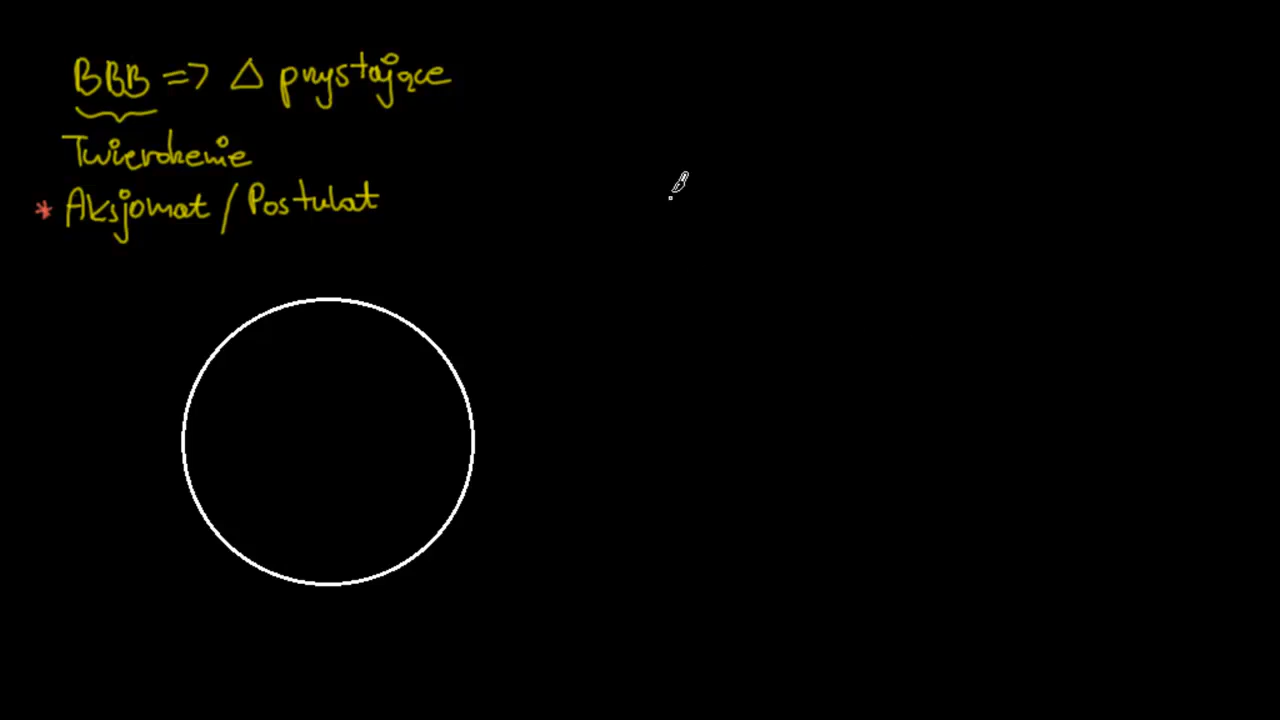 BBB => △ przystające
Twierdzenie
* Aksjomat / Postulat